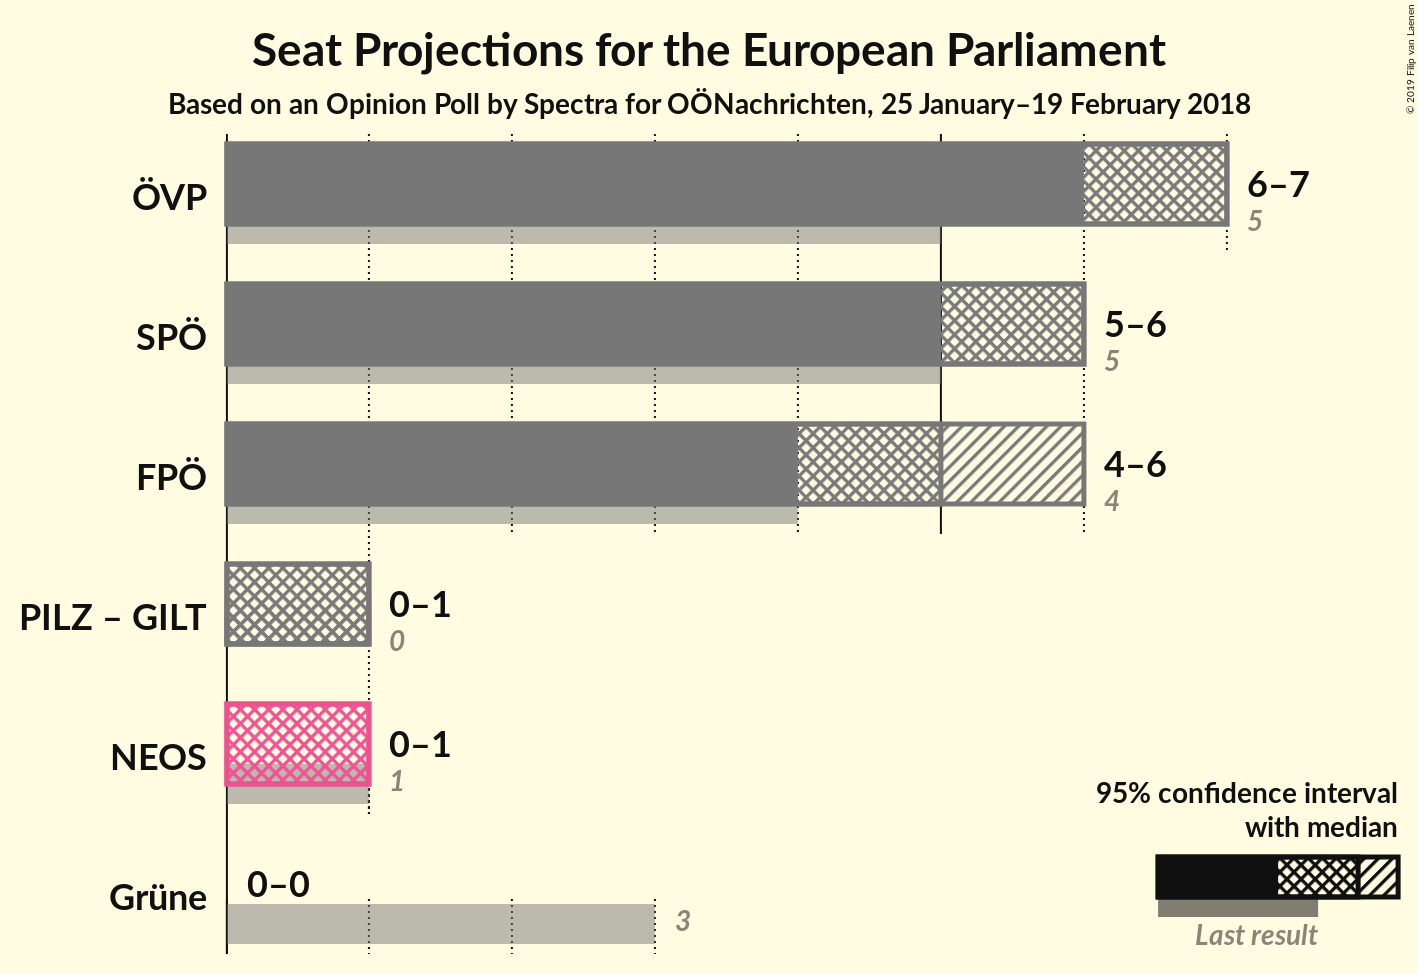 Seat Projections for the European Parliament
Based on an Opinion Poll by Spectra for OÖNachrichten, 25 January–19 February 2018
© 2019 Filip van Laenen
ÖVP
6–7
5
SPÖ
5–6
5
FPÖ
4–6
4
PILZ – GILT
0–1
0
NEOS
0–1
1
Grüne
0–0
3
95% confidence interval
with median
Last result